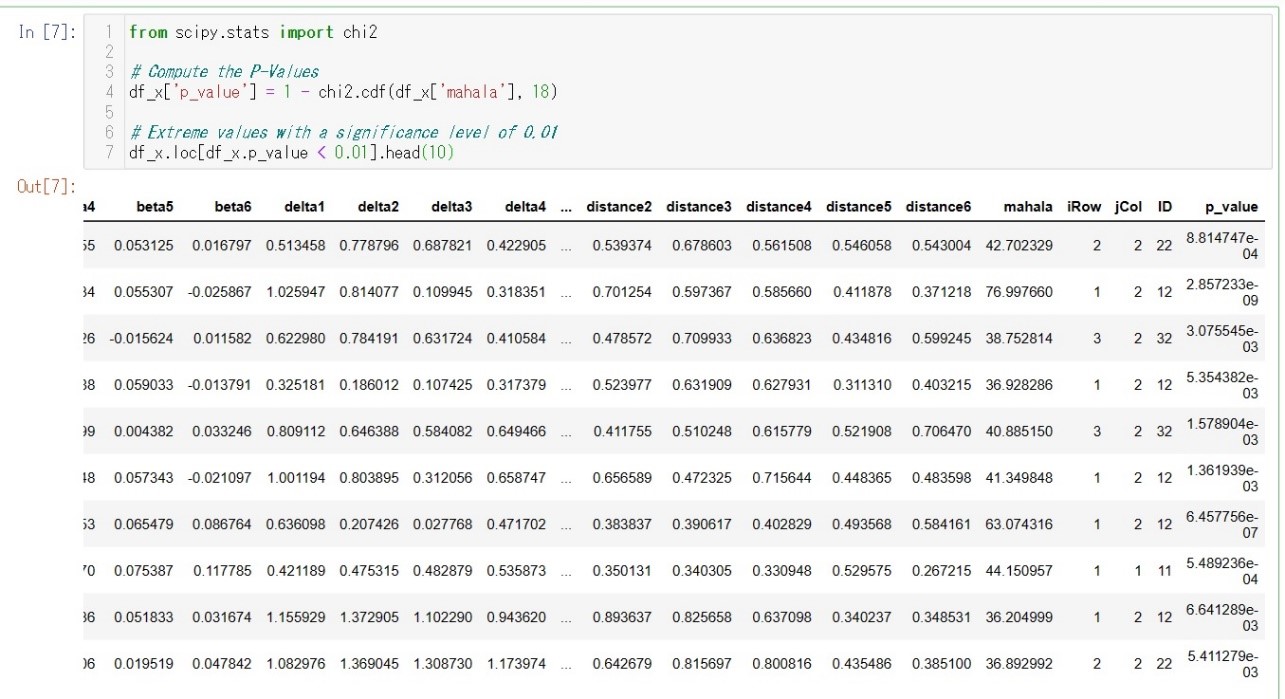 In [7]:
1 from scipy.stats import chi2
2
3 # Compute the P-Values
4 df_x['p_value'] = 1 - chi2.cdf(df_x['mahala'], 18)
5
6 # Extreme values with a significance level of 0.01
7 df_x.loc[df_x.p_value < 0.01].head(10)
Out[7]:
a4 beta5 beta6 delta1 delta2 delta3 delta4 ... distance2 distance3 distance4 distance5 distance6 mahala iRow jCol ID p_value
55 0.053125 0.016797 0.513458 0.778796 0.687821 0.422905 ... 0.539374 0.678603 0.561508 0.546058 0.543004 42.702329 2 2 22 8.814747e-
04
34 0.055307 -0.025867 1.025947 0.814077 0.109945 0.318351 ... 0.701254 0.597367 0.585660 0.411878 0.371218 76.997660 1 2 12 2.857233e-
09
26 -0.015624 0.011582 0.622980 0.784191 0.631724 0.410584 ... 0.478572 0.709933 0.636823 0.434816 0.599245 38.752814 3 2 32 3.075545e-
03
38 0.059033 -0.013791 0.325181 0.186012 0.107425 0.317379 ... 0.523977 0.631909 0.627931 0.311310 0.403215 36.928286 1 2 12 5.354382e-
03
99 0.004382 0.033246 0.809112 0.646388 0.584082 0.649466 ... 0.411755 0.510248 0.615779 0.521908 0.706470 40.885150 3 2 32 1.578904e-
03
48 0.057343 -0.021097 1.001194 0.803895 0.312056 0.658747 ... 0.656589 0.472325 0.715644 0.448365 0.483598 41.349848 1 2 12 1.361939e-
03
53 0.065479 0.086764 0.636098 0.207426 0.027768 0.471702 ... 0.383837 0.390617 0.402829 0.493568 0.584161 63.074316 1 2 12 6.457756e-
07
70 0.075387 0.117785 0.421189 0.475315 0.482879 0.535873 ... 0.350131 0.340305 0.330948 0.529575 0.267215 44.150957 1 1 11 5.489236e-
04
36 0.051833 0.031674 1.155929 1.372905 1.102290 0.943620 ... 0.893637 0.825658 0.637098 0.340237 0.348531 36.204999 1 2 12 6.641289e-
03
06 0.019519 0.047842 1.082976 1.369045 1.308730 1.173974 ... 0.642679 0.815697 0.800816 0.435486 0.385100 36.892992 2 2 22 5.411279e-
03